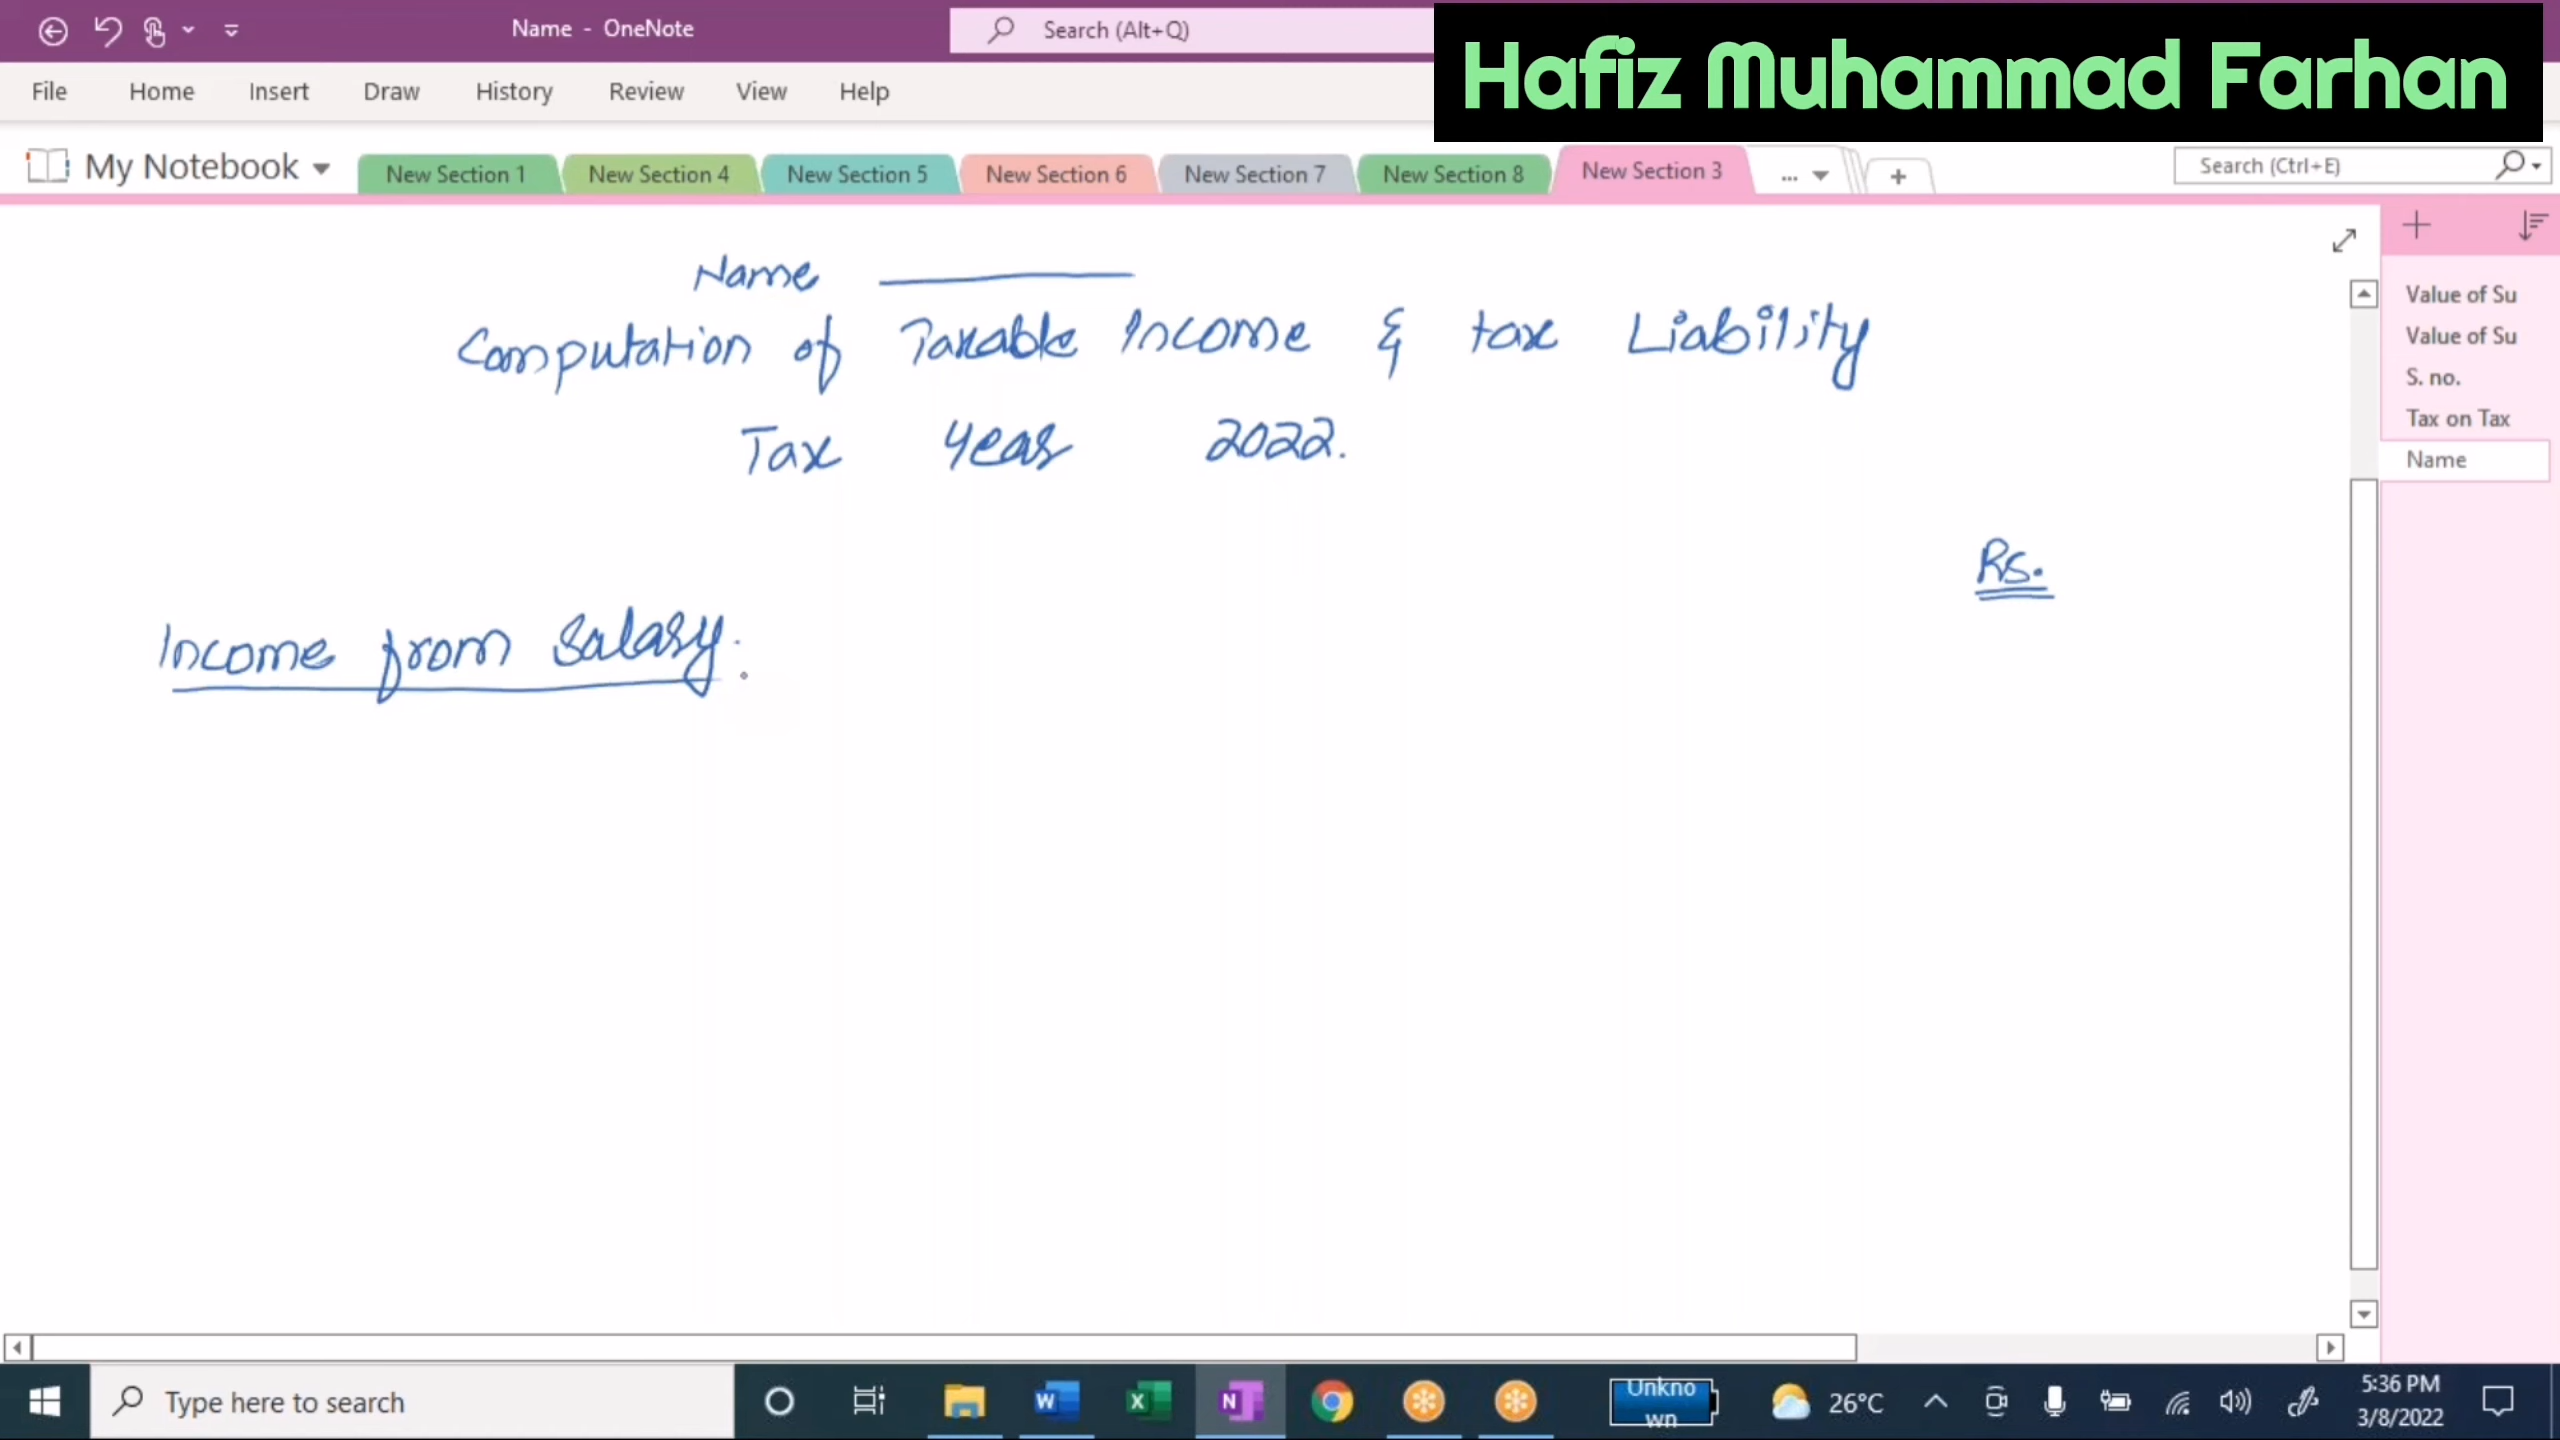 Name - OneNote
Search (Alt+Q)
Hafiz Muhammad Farhan
File Home Insert Draw History Review View Help
My Notebook
New Section 1
New Section 4
New Section 5
New Section 6
New Section 7
New Section 8
New Section 3
...
Search (Ctrl+E)
Name
Computation of Taxable Income & tax Liability
Tax Year 2022.
Rs.
Income from Salary:
Value of Su
Value of Su
S. no.
Tax on Tax
Name
Type here to search
Unkno
wn
26°C
5:36 PM
3/8/2022